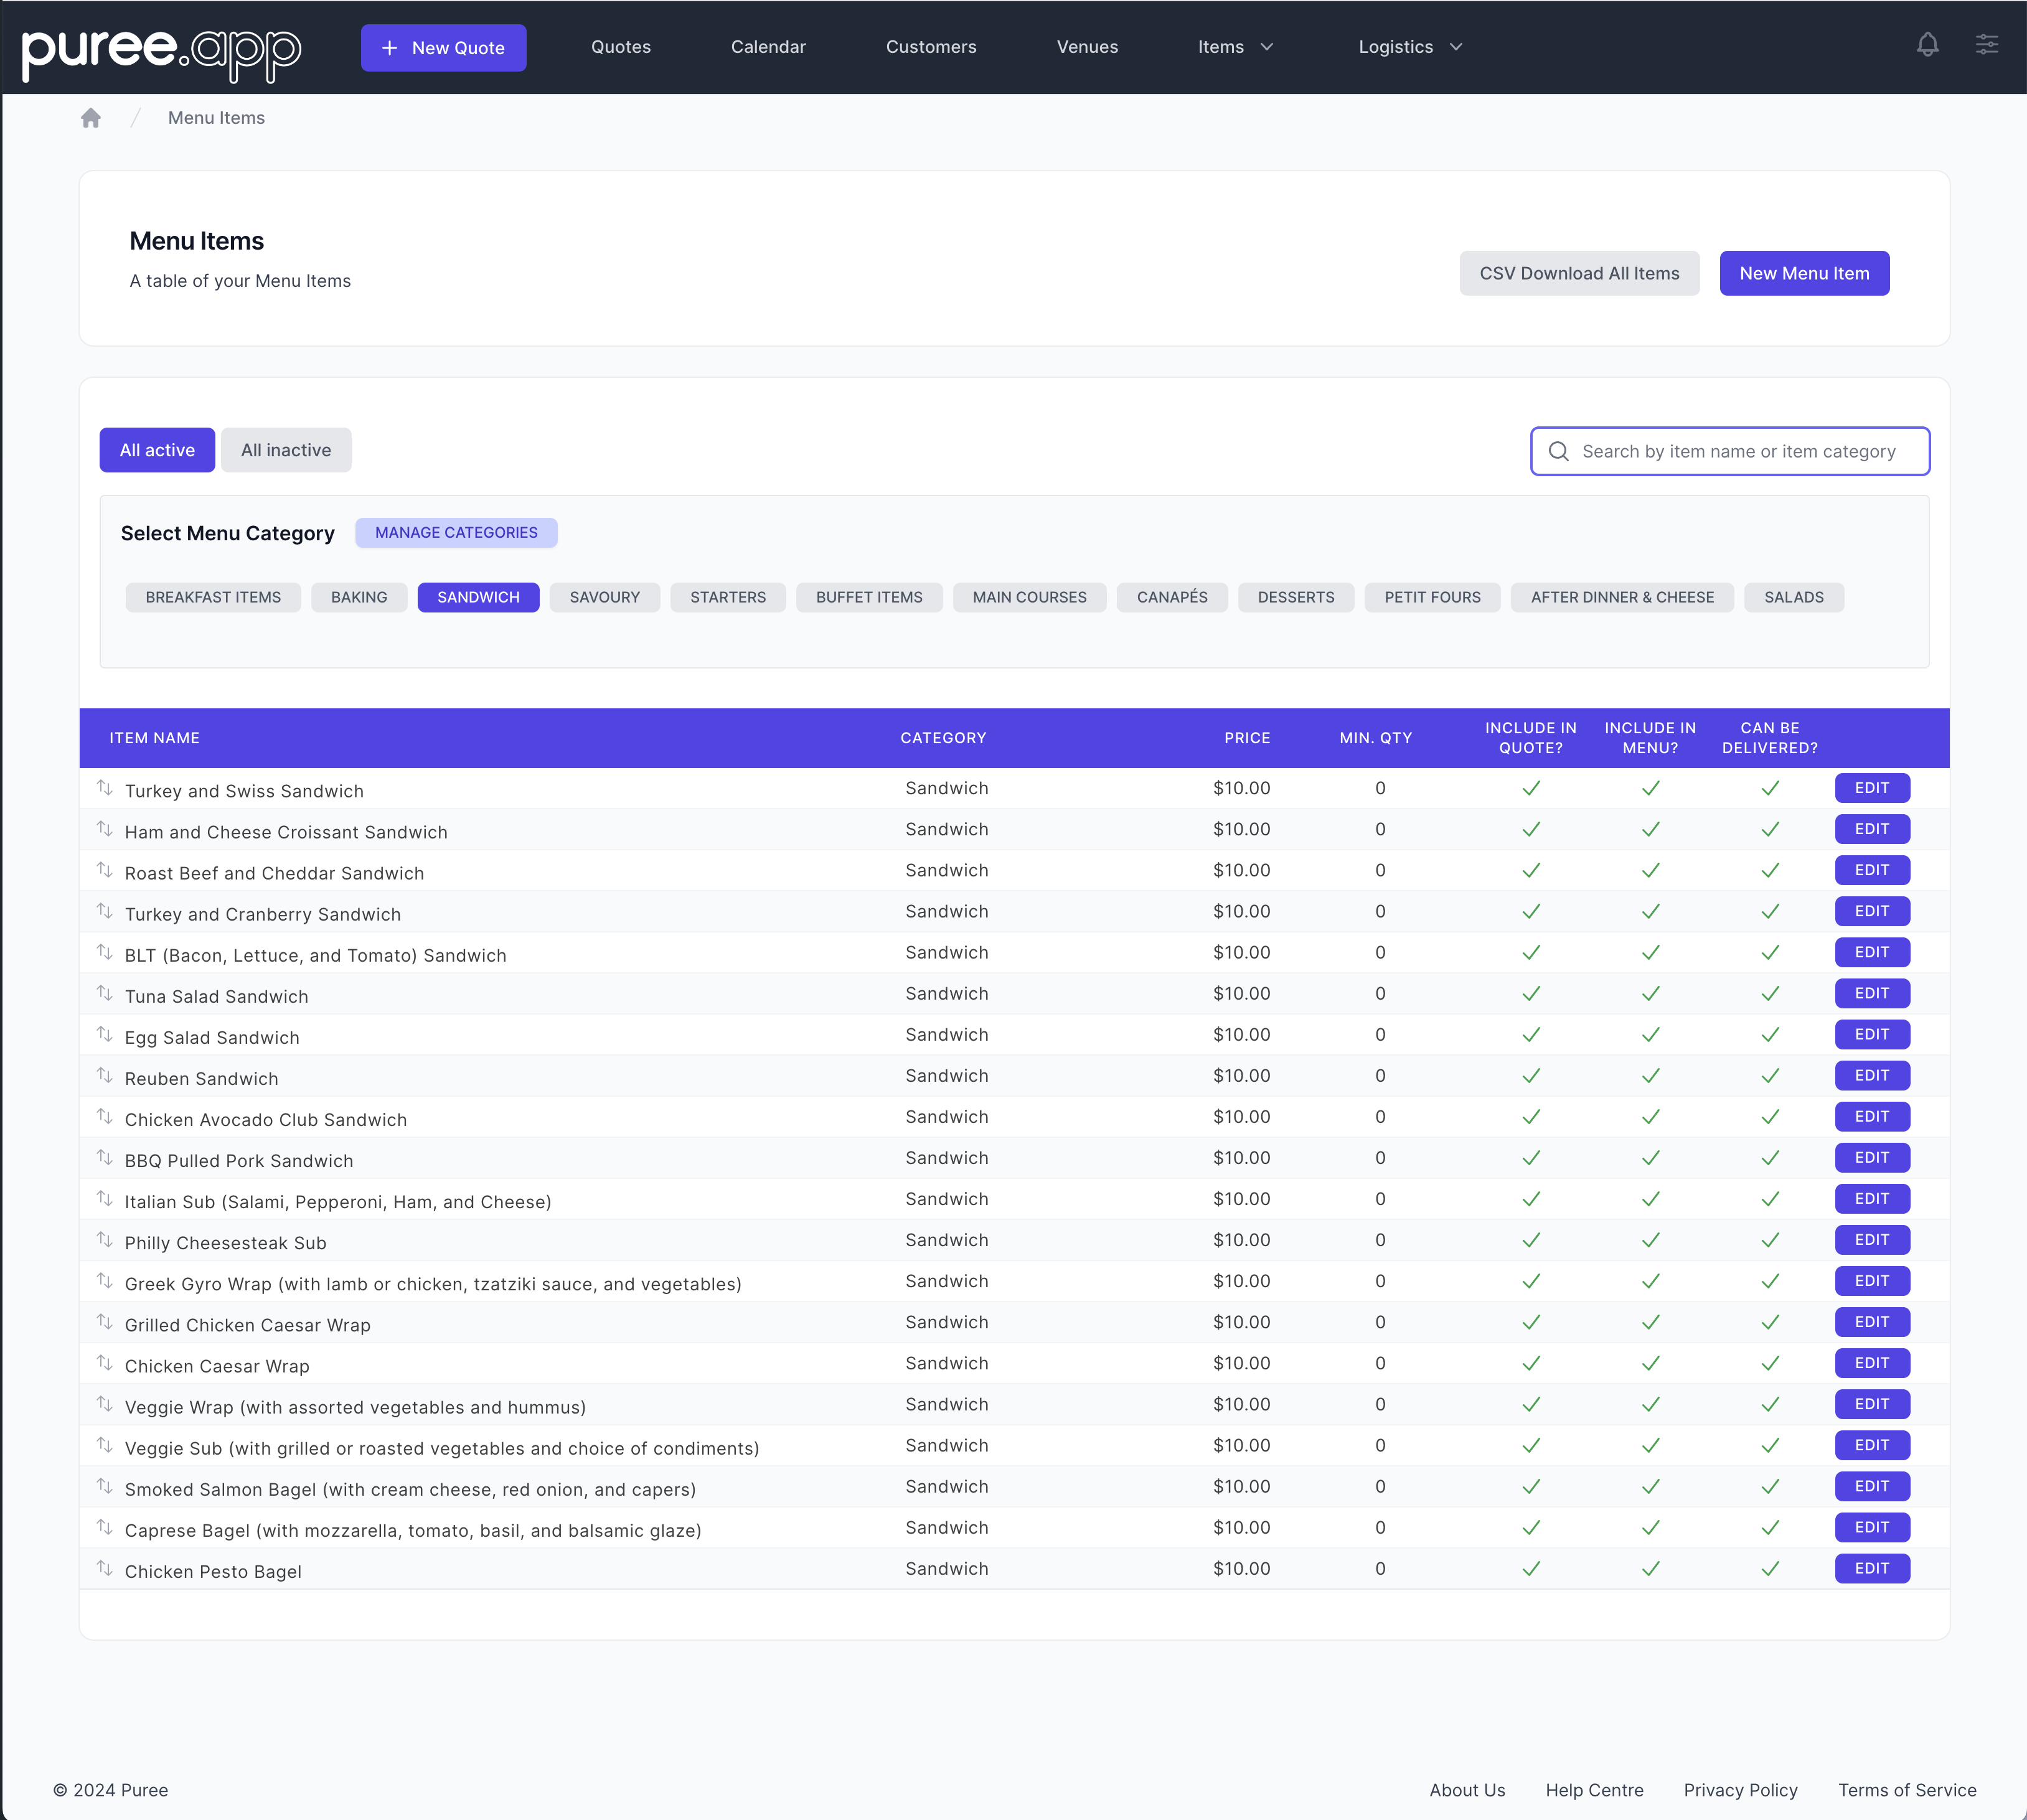 puree.app
+ New Quote Quotes Calendar Customers Venues Items Logistics
/ Menu Items
Menu Items
A table of your Menu Items
CSV Download All Items New Menu Item
All active All inactive Search by item name or item category
Select Menu Category MANAGE CATEGORIES
BREAKFAST ITEMS BAKING SANDWICH SAVOURY STARTERS BUFFET ITEMS MAIN COURSES CANAPÉS DESSERTS PETIT FOURS AFTER DINNER & CHEESE SALADS
ITEM NAME CATEGORY PRICE MIN. QTY INCLUDE IN QUOTE? INCLUDE IN MENU? CAN BE DELIVERED?
Turkey and Swiss Sandwich Sandwich $10.00 0 EDIT
Ham and Cheese Croissant Sandwich Sandwich $10.00 0 EDIT
Roast Beef and Cheddar Sandwich Sandwich $10.00 0 EDIT
Turkey and Cranberry Sandwich Sandwich $10.00 0 EDIT
BLT (Bacon, Lettuce, and Tomato) Sandwich Sandwich $10.00 0 EDIT
Tuna Salad Sandwich Sandwich $10.00 0 EDIT
Egg Salad Sandwich Sandwich $10.00 0 EDIT
Reuben Sandwich Sandwich $10.00 0 EDIT
Chicken Avocado Club Sandwich Sandwich $10.00 0 EDIT
BBQ Pulled Pork Sandwich Sandwich $10.00 0 EDIT
Italian Sub (Salami, Pepperoni, Ham, and Cheese) Sandwich $10.00 0 EDIT
Philly Cheesesteak Sub Sandwich $10.00 0 EDIT
Greek Gyro Wrap (with lamb or chicken, tzatziki sauce, and vegetables) Sandwich $10.00 0 EDIT
Grilled Chicken Caesar Wrap Sandwich $10.00 0 EDIT
Chicken Caesar Wrap Sandwich $10.00 0 EDIT
Veggie Wrap (with assorted vegetables and hummus) Sandwich $10.00 0 EDIT
Veggie Sub (with grilled or roasted vegetables and choice of condiments) Sandwich $10.00 0 EDIT
Smoked Salmon Bagel (with cream cheese, red onion, and capers) Sandwich $10.00 0 EDIT
Caprese Bagel (with mozzarella, tomato, basil, and balsamic glaze) Sandwich $10.00 0 EDIT
Chicken Pesto Bagel Sandwich $10.00 0 EDIT
© 2024 Puree About Us Help Centre Privacy Policy Terms of Service